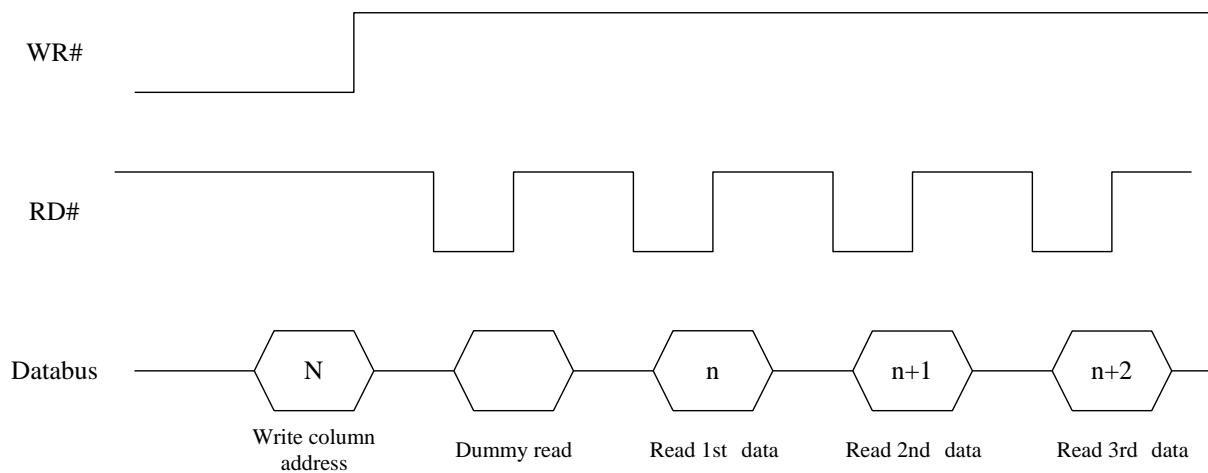 WR#
RD#
Databus
N
n
n+1
n+2
Write column
address
Dummy read
Read 1st data
Read 2nd data
Read 3rd data